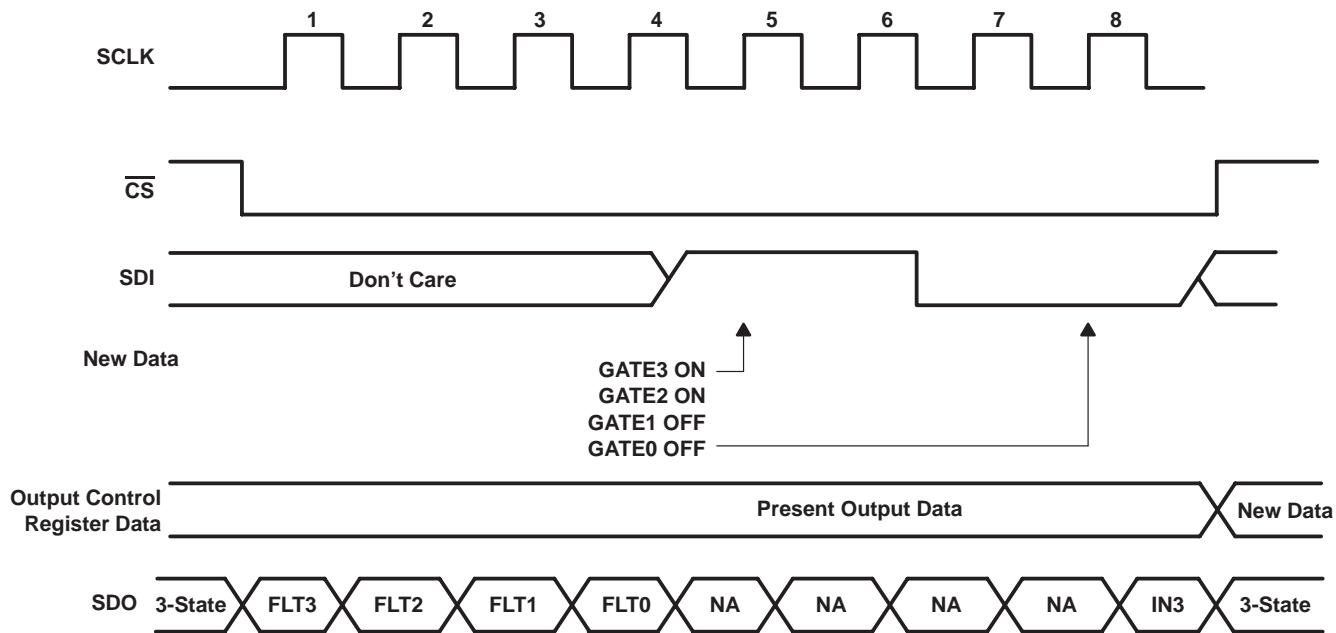 1 2 3 4 5 6 7 8
SCLK
CS
SDI Don't Care
New Data
GATE3 ON
GATE2 ON
GATE1 OFF
GATE0 OFF
Output Control
Register Data
Present Output Data New Data
SDO 3-State FLT3 FLT2 FLT1 FLT0 NA NA NA NA IN3 3-State